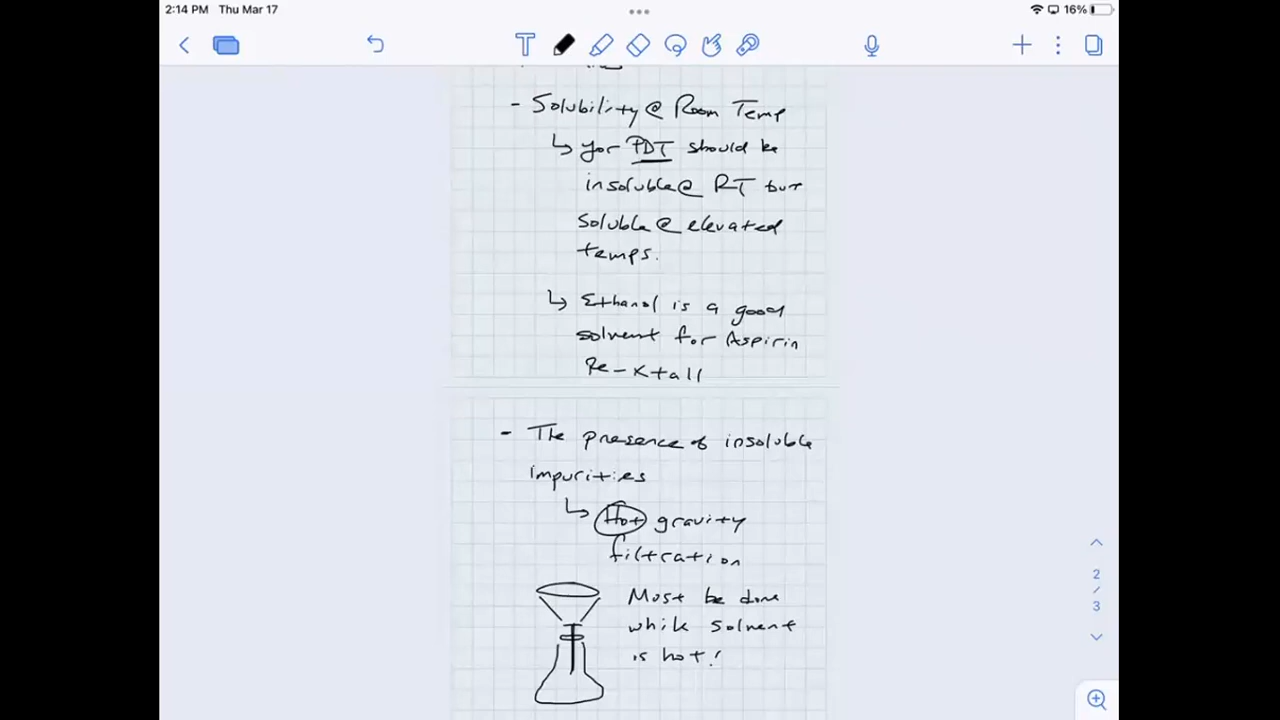 2:14 PM Thu Mar 17
16%
T
- Solubility @ Room Temp
↳ yor PDT should be
insoluble @ RT but
soluble @ elevated
temps.
↳ Ethanol is a good
solvent for Aspirin
Re-Xtall
- The presence of insoluble
impurities
↳ Hot gravity
filtration
Must be done
while solvent
is hot!
2
/
3